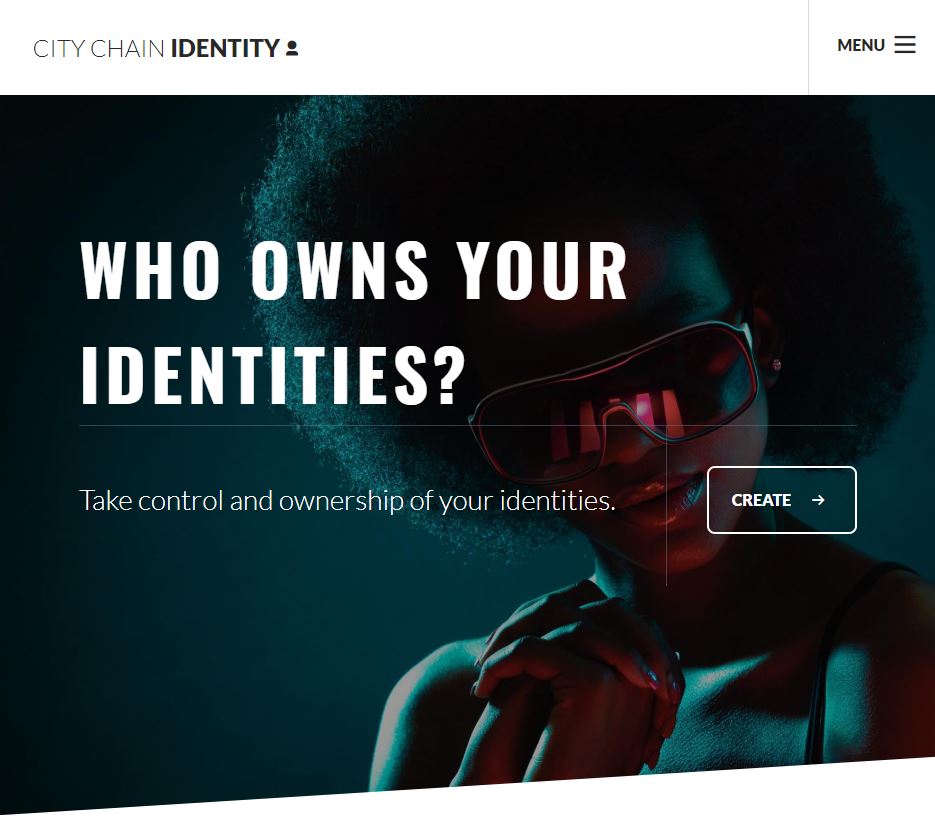 CITY CHAIN IDENTITY
MENU
WHO OWNS YOUR
IDENTITIES?
Take control and ownership of your identities.
CREATE →